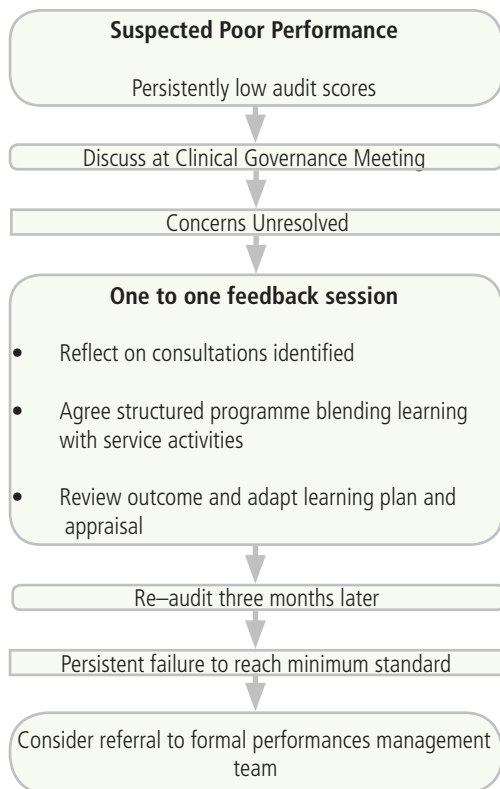 Suspected Poor Performance
Persistently low audit scores
Discuss at Clinical Governance Meeting
Concerns Unresolved
One to one feedback session
• Reflect on consultations identified
• Agree structured programme blending learning
with service activities
• Review outcome and adapt learning plan and
appraisal
Re–audit three months later
Persistent failure to reach minimum standard
Consider referral to formal performances management
team